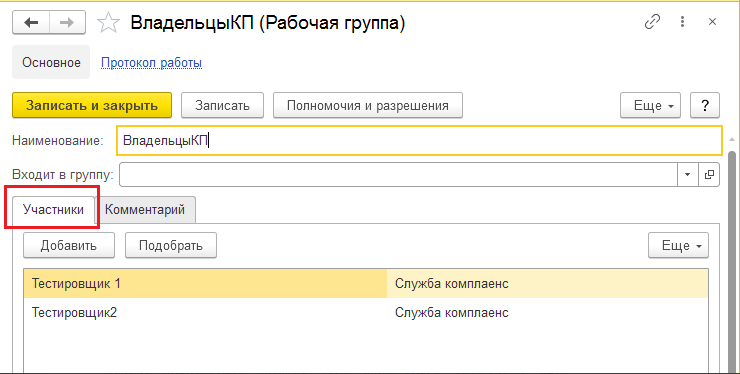 ВладельцыКП (Рабочая группа)
Основное Протокол работы
Записать и закрыть Записать Полномочия и разрешения Еще ?
Наименование: ВладельцыКП
Входит в группу:
Участники Комментарий
Добавить Подобрать Еще
Тестировщик 1 Служба комплаенс
Тестировщик2 Служба комплаенс